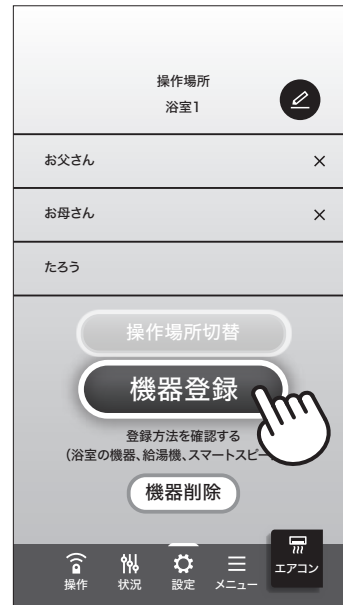 操作場所
浴室1
お父さん ×
お母さん ×
たろう
操作場所切替
機器登録
登録方法を確認する
(浴室の機器、給湯機、スマートスピー
機器削除
操作 状況 設定 メニュー エアコン